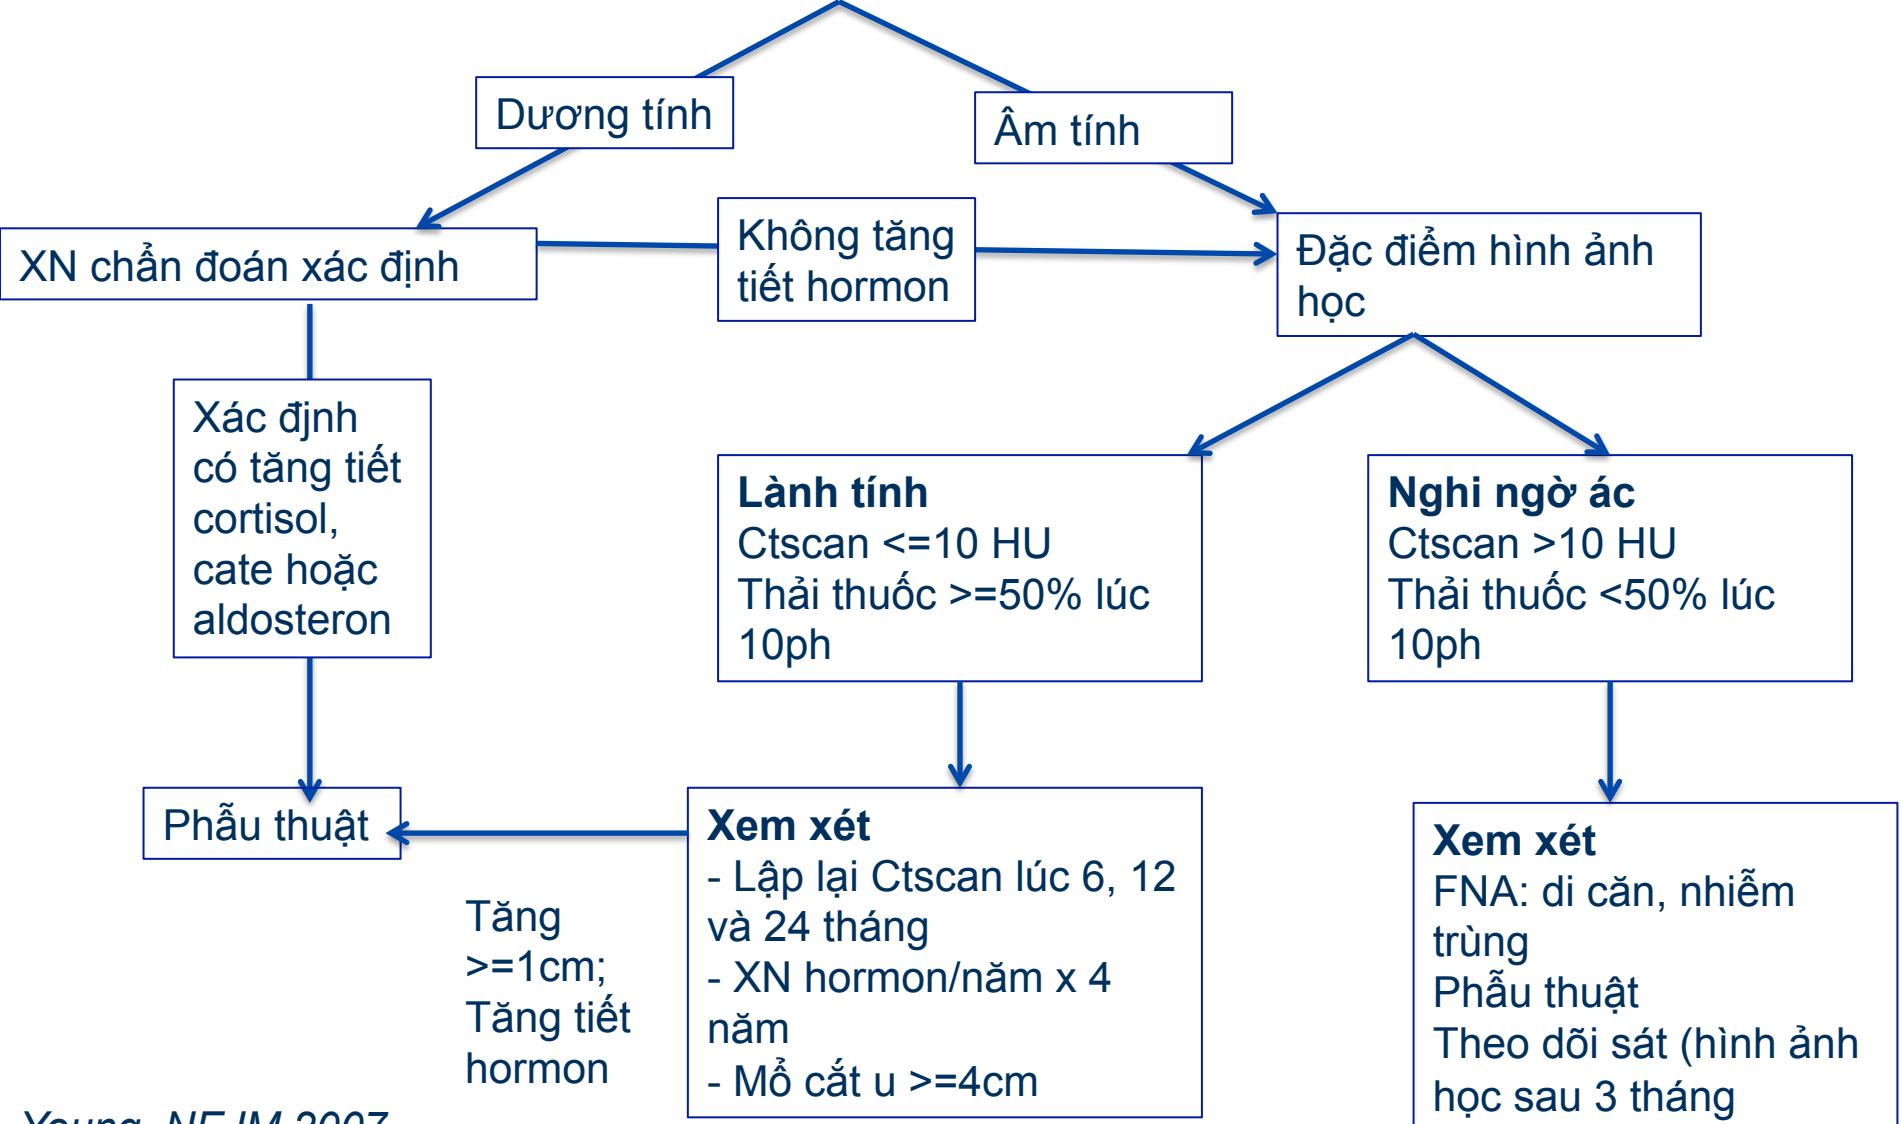 Dương tính
Âm tính
XN chẩn đoán xác định
Không tăng
tiết hormon
Đặc điểm hình ảnh
học
Xác djnh
có tăng tiết
cortisol,
cate hoặc
aldosteron
Lành tính
Ctscan <=10 HU
Thải thuốc >=50% lúc
10ph
Nghi ngờ ác
Ctscan >10 HU
Thải thuốc <50% lúc
10ph
Phẫu thuật
Tăng
>=1cm;
Tăng tiết
hormon
Xem xét
- Lập lại Ctscan lúc 6, 12
và 24 tháng
- XN hormon/năm x 4
năm
- Mổ cắt u >=4cm
Xem xét
FNA: di căn, nhiễm
trùng
Phẫu thuật
Theo dõi sát (hình ảnh
học sau 3 tháng
Young, NEJM 2007